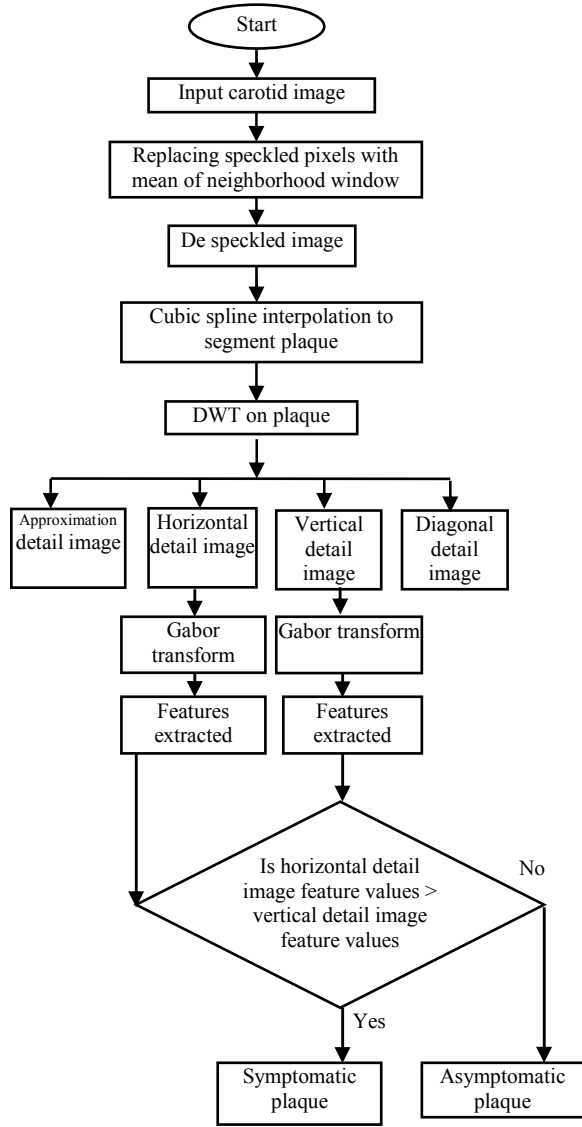 Start
Input carotid image
Replacing speckled pixels with
mean of neighborhood window
De speckled image
Cubic spline interpolation to
segment plaque
DWT on plaque
Approximation
detail image
Horizontal
detail image
Vertical
detail
image
Diagonal
detail
image
Gabor
transform
Gabor transform
Features
extracted
Features
extracted
Is horizontal detail
image feature values >
vertical detail image
feature values
No
Yes
Symptomatic
plaque
Asymptomatic
plaque